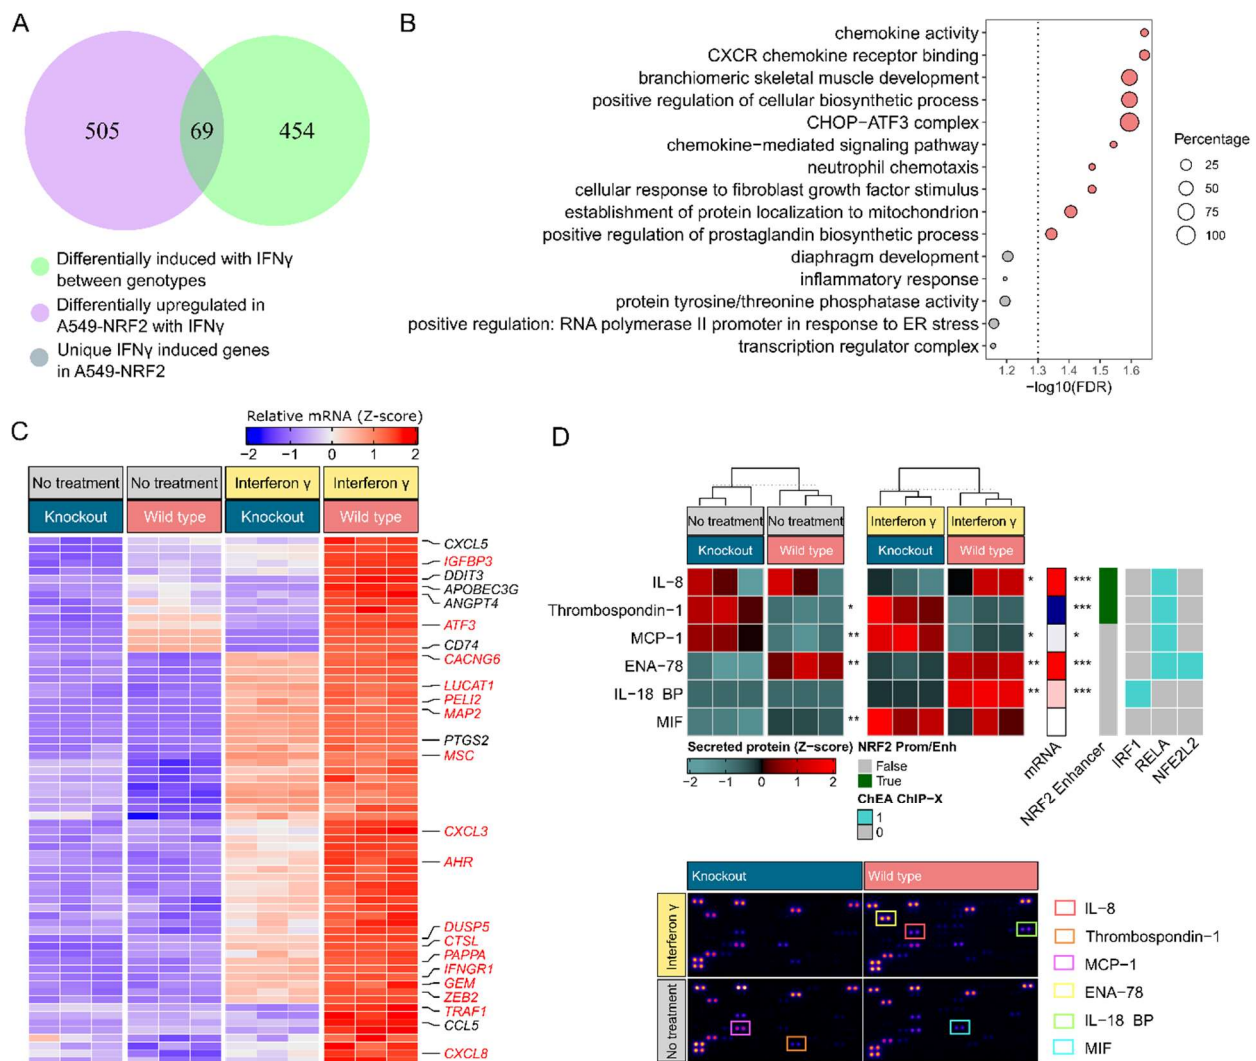 A
505
69
454
Differentially induced with IFNγ
between genotypes
Differentially upregulated in
A549-NRF2 with IFNγ
Unique IFNγ induced genes
in A549-NRF2
B
chemokine activity
CXCR chemokine receptor binding
branchiomeric skeletal muscle development
positive regulation of cellular biosynthetic process
CHOP−ATF3 complex
chemokine−mediated signaling pathway
neutrophil chemotaxis
cellular response to fibroblast growth factor stimulus
establishment of protein localization to mitochondrion
positive regulation of prostaglandin biosynthetic process
diaphragm development
inflammatory response
protein tyrosine/threonine phosphatase activity
positive regulation: RNA polymerase II promoter in response to ER stress
transcription regulator complex
1.2 1.3 1.4 1.5 1.6
−log10(FDR)
Percentage
25
50
75
100
C
Relative mRNA (Z-score)
−2 −1 0 1 2
No treatment No treatment Interferon γ Interferon γ
Knockout Wild type Knockout Wild type
CXCL5
IGFBP3
DDIT3
APOBEC3G
ANGPT4
ATF3
CD74
CACNG6
LUCAT1
PELI2
MAP2
PTGS2
MSC
CXCL3
AHR
DUSP5
CTSL
PAPPA
IFNGR1
GEM
ZEB2
TRAF1
CCL5
CXCL8
D
No treatment No treatment Interferon γ Interferon γ
Knockout Wild type Knockout Wild type
IL−8 * ***
Thrombospondin−1 * ***
MCP−1 ** * *
ENA−78 ** ** ***
IL−18 BP ** ***
MIF **
mRNA
NRF2 Enhancer
IRF1
RELA
NFE2L2
Secreted protein (Z−score)
−2 −1 0 1 2
NRF2 Prom/Enh
False
True
ChEA ChIP−X
1
0
Knockout Wild type
Interferon γ
No treatment
IL−8
Thrombospondin−1
MCP−1
ENA−78
IL−18 BP
MIF